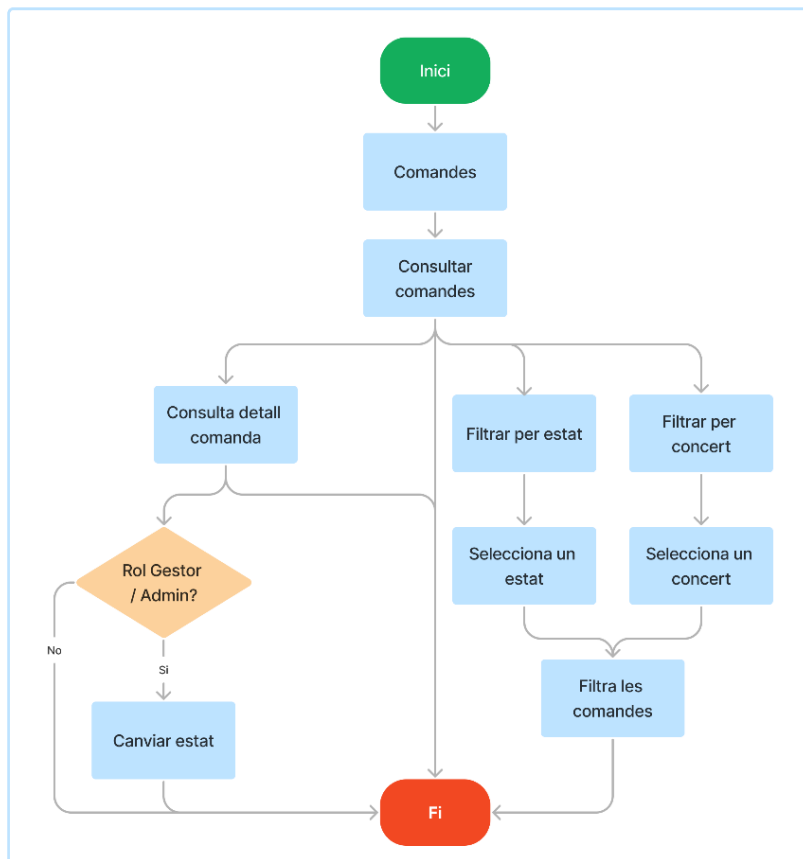 Inici
Comandes
Consultar
comandes
Consulta detall
comanda
Filtrar per estat
Filtrar per
concert
Rol Gestor
/ Admin?
Selecciona un
estat
Selecciona un
concert
No
Si
Filtra les
comandes
Canviar estat
Fi